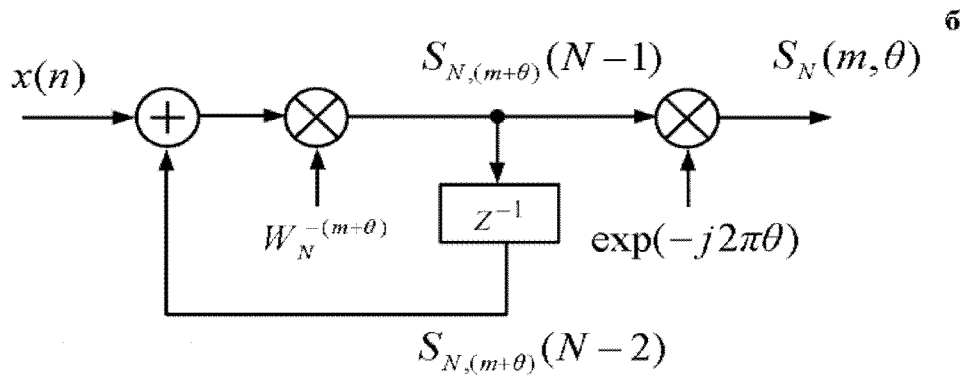 б
x(n)
S_{N,(m+θ)}(N−1)
S_N(m,θ)
+
W_N^{−(m+θ)}
Z^{−1}
exp(−j2πθ)
S_{N,(m+θ)}(N−2)